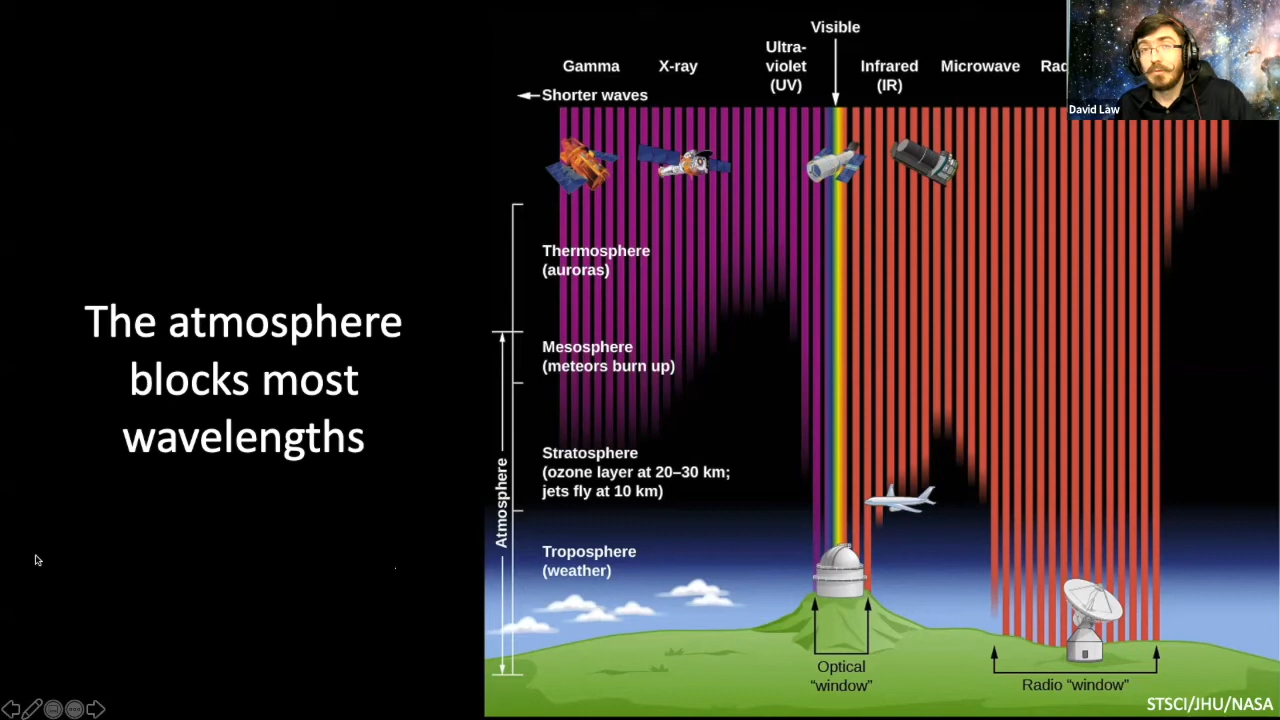 The atmosphere
blocks most
wavelengths
Visible
Ultra-
violet
(UV)
Gamma
X-ray
Infrared
(IR)
Microwave
Shorter waves
David Law
Thermosphere
(auroras)
Mesosphere
(meteors burn up)
Stratosphere
(ozone layer at 20–30 km;
jets fly at 10 km)
Atmosphere
Troposphere
(weather)
Optical
“window”
Radio “window”
STSCI/JHU/NASA